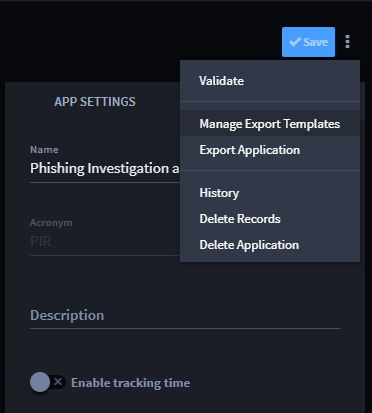 Save
Validate
APP SETTINGS
Manage Export Templates
Name
Export Application
Phishing Investigation a
History
Acronym
Delete Records
PIR
Delete Application
Description
Enable tracking time